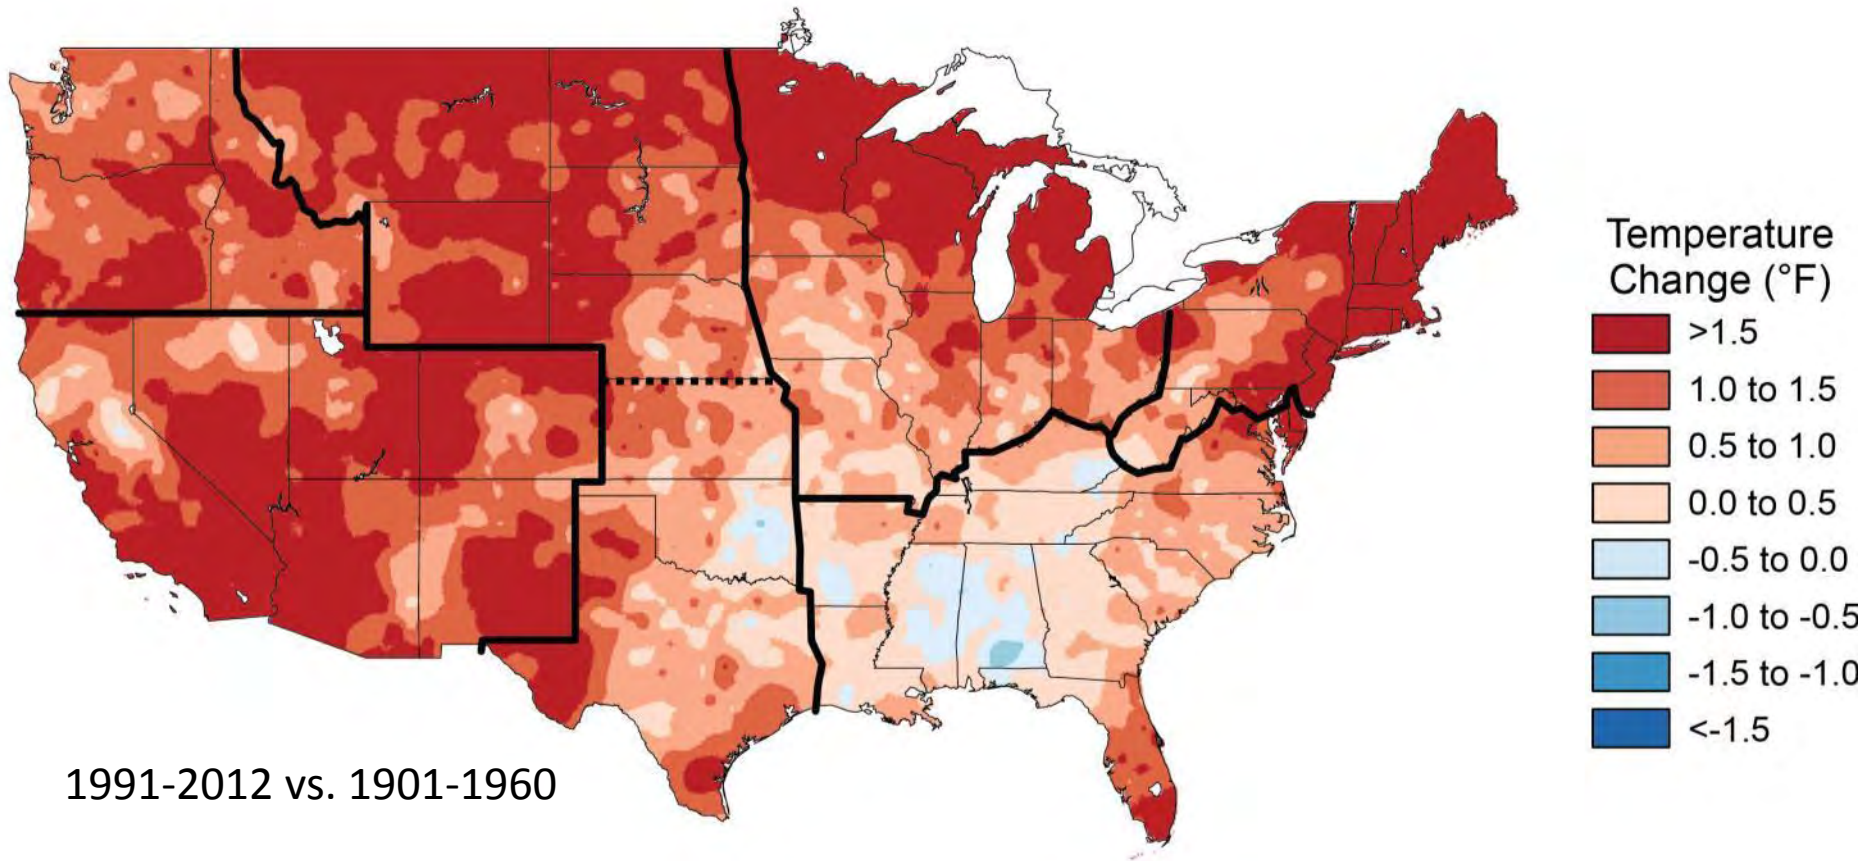 Temperature
Change (°F)
>1.5
1.0 to 1.5
0.5 to 1.0
0.0 to 0.5
-0.5 to 0.0
-1.0 to -0.5
-1.5 to -1.0
<-1.5
1991-2012 vs. 1901-1960